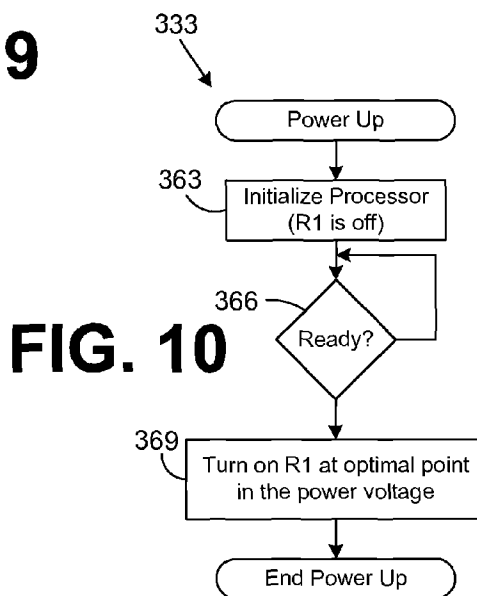 9
333
Power Up
363
Initialize Processor
(R1 is off)
366
Ready?
FIG. 10
369
Turn on R1 at optimal point
in the power voltage
End Power Up